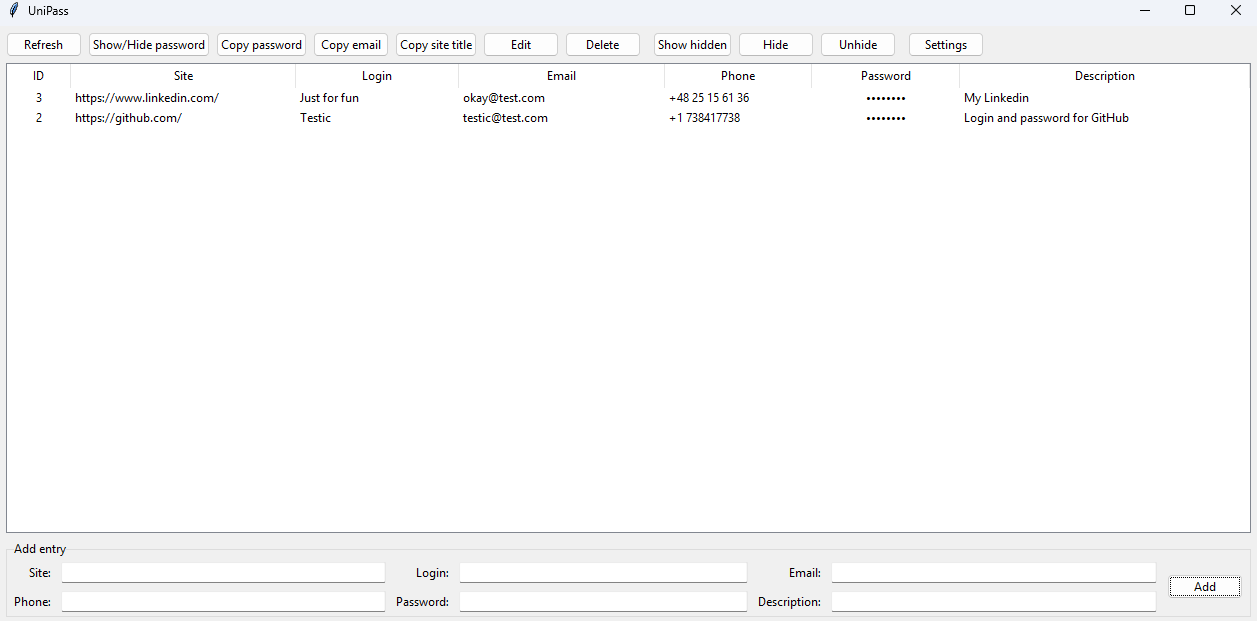 UniPass
Refresh Show/Hide password Copy password Copy email Copy site title Edit Delete Show hidden Hide Unhide Settings
ID Site Login Email Phone Password Description
3 https://www.linkedin.com/ Just for fun okay@test.com +48 25 15 61 36 •••••••• My Linkedin
2 https://github.com/ Testic testic@test.com +1 738417738 •••••••• Login and password for GitHub
Add entry
Site: Login: Email:
Add
Phone: Password: Description: